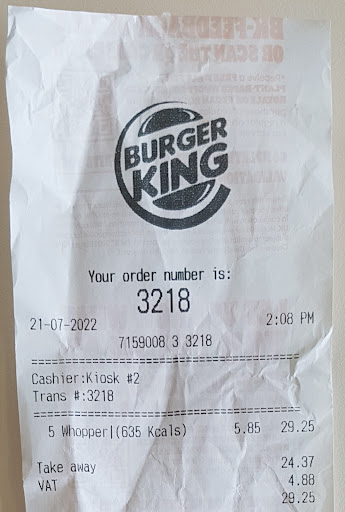 BURGER
KING
Your order number is:
3218
21-07-2022 2:08 PM
7159008 3 3218
Cashier:Kiosk #2
Trans #:3218
5 Whopper|(635 Kcals) 5.85 29.25
Take away 24.37
VAT 4.88
29.25